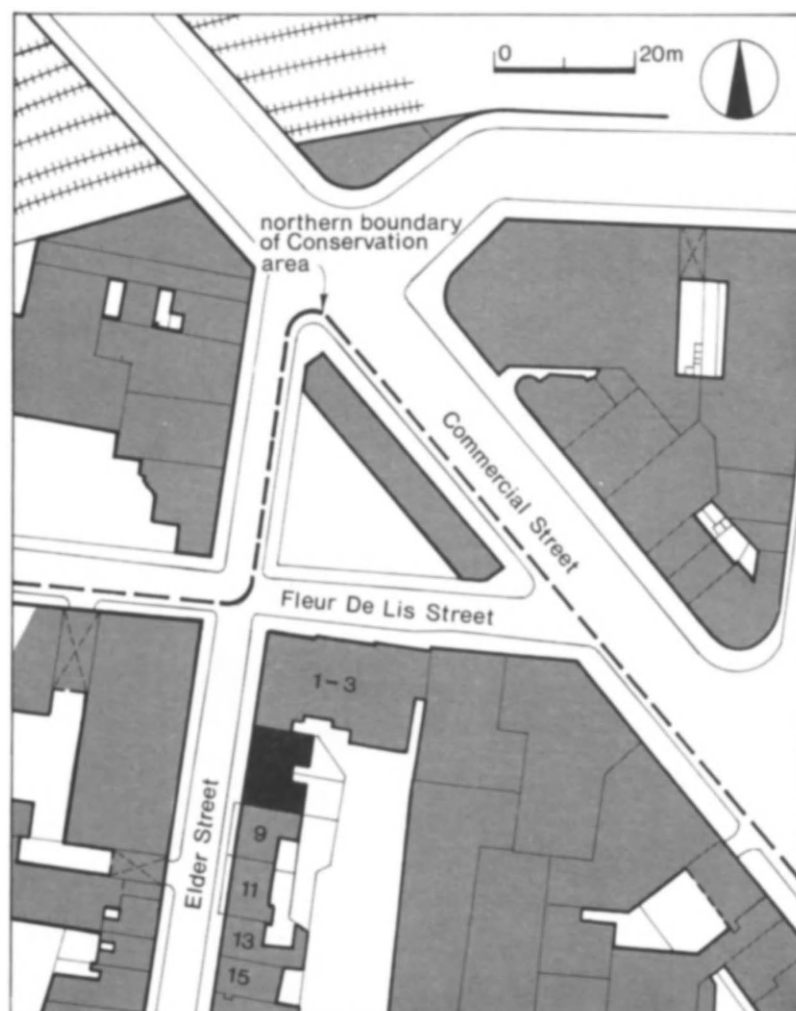 0 20m
northern boundary
of Conservation
area
Commercial Street
Fleur De Lis Street
1-3
Elder Street
9
11
13
15